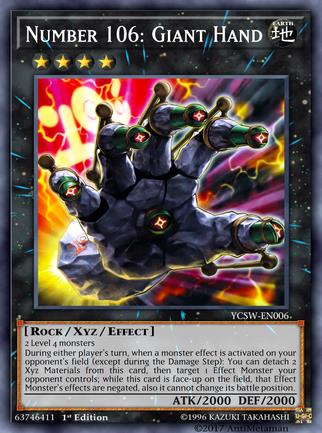 NUMBER 106: GIANT HAND
EARTH
地
YCSW-EN006
[ROCK / XYZ / EFFECT]
2 Level 4 monsters
During either player's turn, when a monster effect is activated on your
opponent's field (except during the Damage Step): You can detach
2 Xyz Materials from this card, then target 1 Effect Monster your
opponent controls; while this card is face-up on the field, that Effect
Monster's effects are negated, also it cannot change its battle position.
ATK/2000 DEF/2000
63746411 1st Edition ©1996 KAZUKI TAKAHASHI
©2017 AntiMetaman